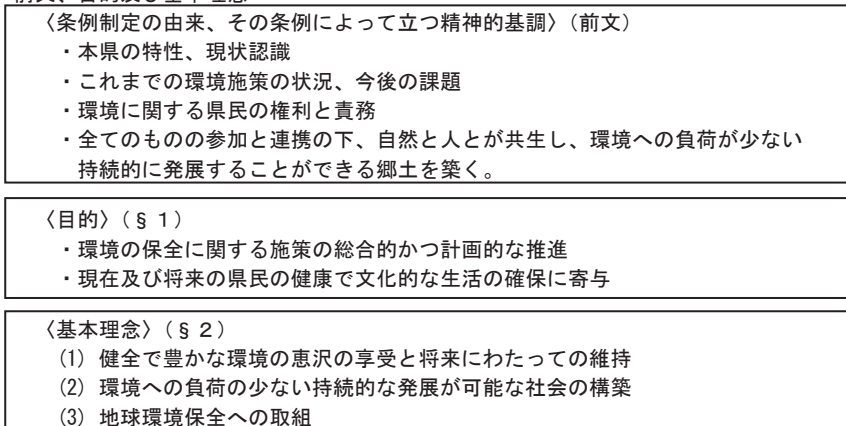 〈条例制定の由来、その条例によって立つ精神的基調〉(前文)
・本県の特性、現状認識
・これまでの環境施策の状況、今後の課題
・環境に関する県民の権利と責務
・全てのものの参加と連携の下、自然と人とが共生し、環境への負荷が少ない
持続的に発展することができる郷土を築く。
〈目的〉(§1)
・環境の保全に関する施策の総合的かつ計画的な推進
・現在及び将来の県民の健康で文化的な生活の確保に寄与
〈基本理念〉(§2)
(1) 健全で豊かな環境の恵沢の享受と将来にわたっての維持
(2) 環境への負荷の少ない持続的な発展が可能な社会の構築
(3) 地球環境保全への取組